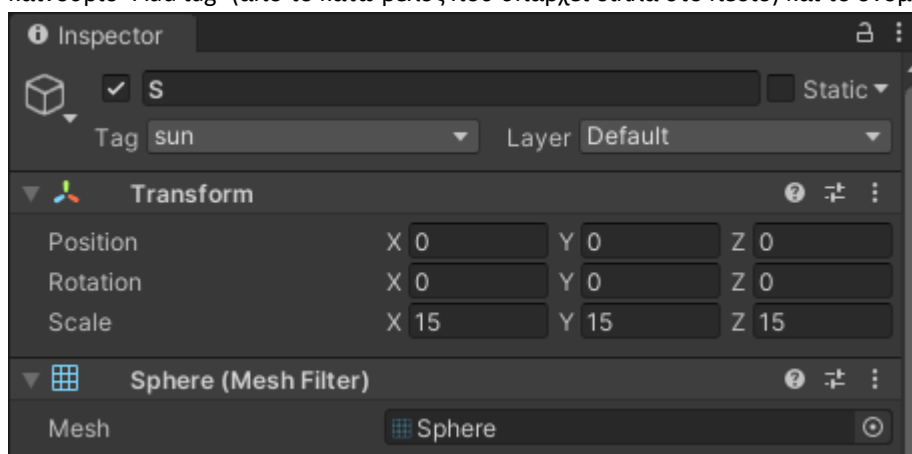 Inspector
S Static
Tag sun Layer Default
Transform
Position X 0 Y 0 Z 0
Rotation X 0 Y 0 Z 0
Scale X 15 Y 15 Z 15
Sphere (Mesh Filter)
Mesh Sphere